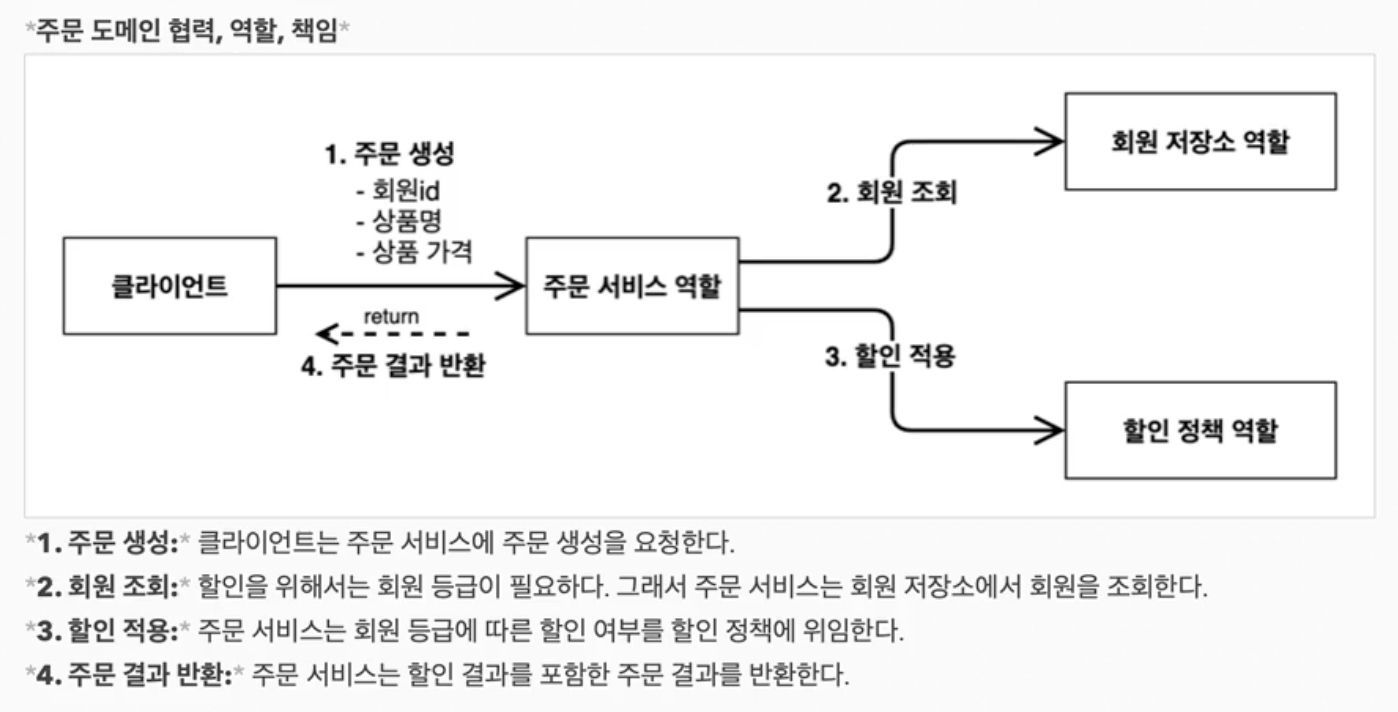 *주문 도메인 협력, 역할, 책임*
1. 주문 생성
- 회원id
- 상품명
- 상품 가격
클라이언트
주문 서비스 역할
return
4. 주문 결과 반환
2. 회원 조회
회원 저장소 역할
3. 할인 적용
할인 정책 역할
*1. 주문 생성:* 클라이언트는 주문 서비스에 주문 생성을 요청한다.
*2. 회원 조회:* 할인을 위해서는 회원 등급이 필요하다. 그래서 주문 서비스는 회원 저장소에서 회원을 조회한다.
*3. 할인 적용:* 주문 서비스는 회원 등급에 따른 할인 여부를 할인 정책에 위임한다.
*4. 주문 결과 반환:* 주문 서비스는 할인 결과를 포함한 주문 결과를 반환한다.